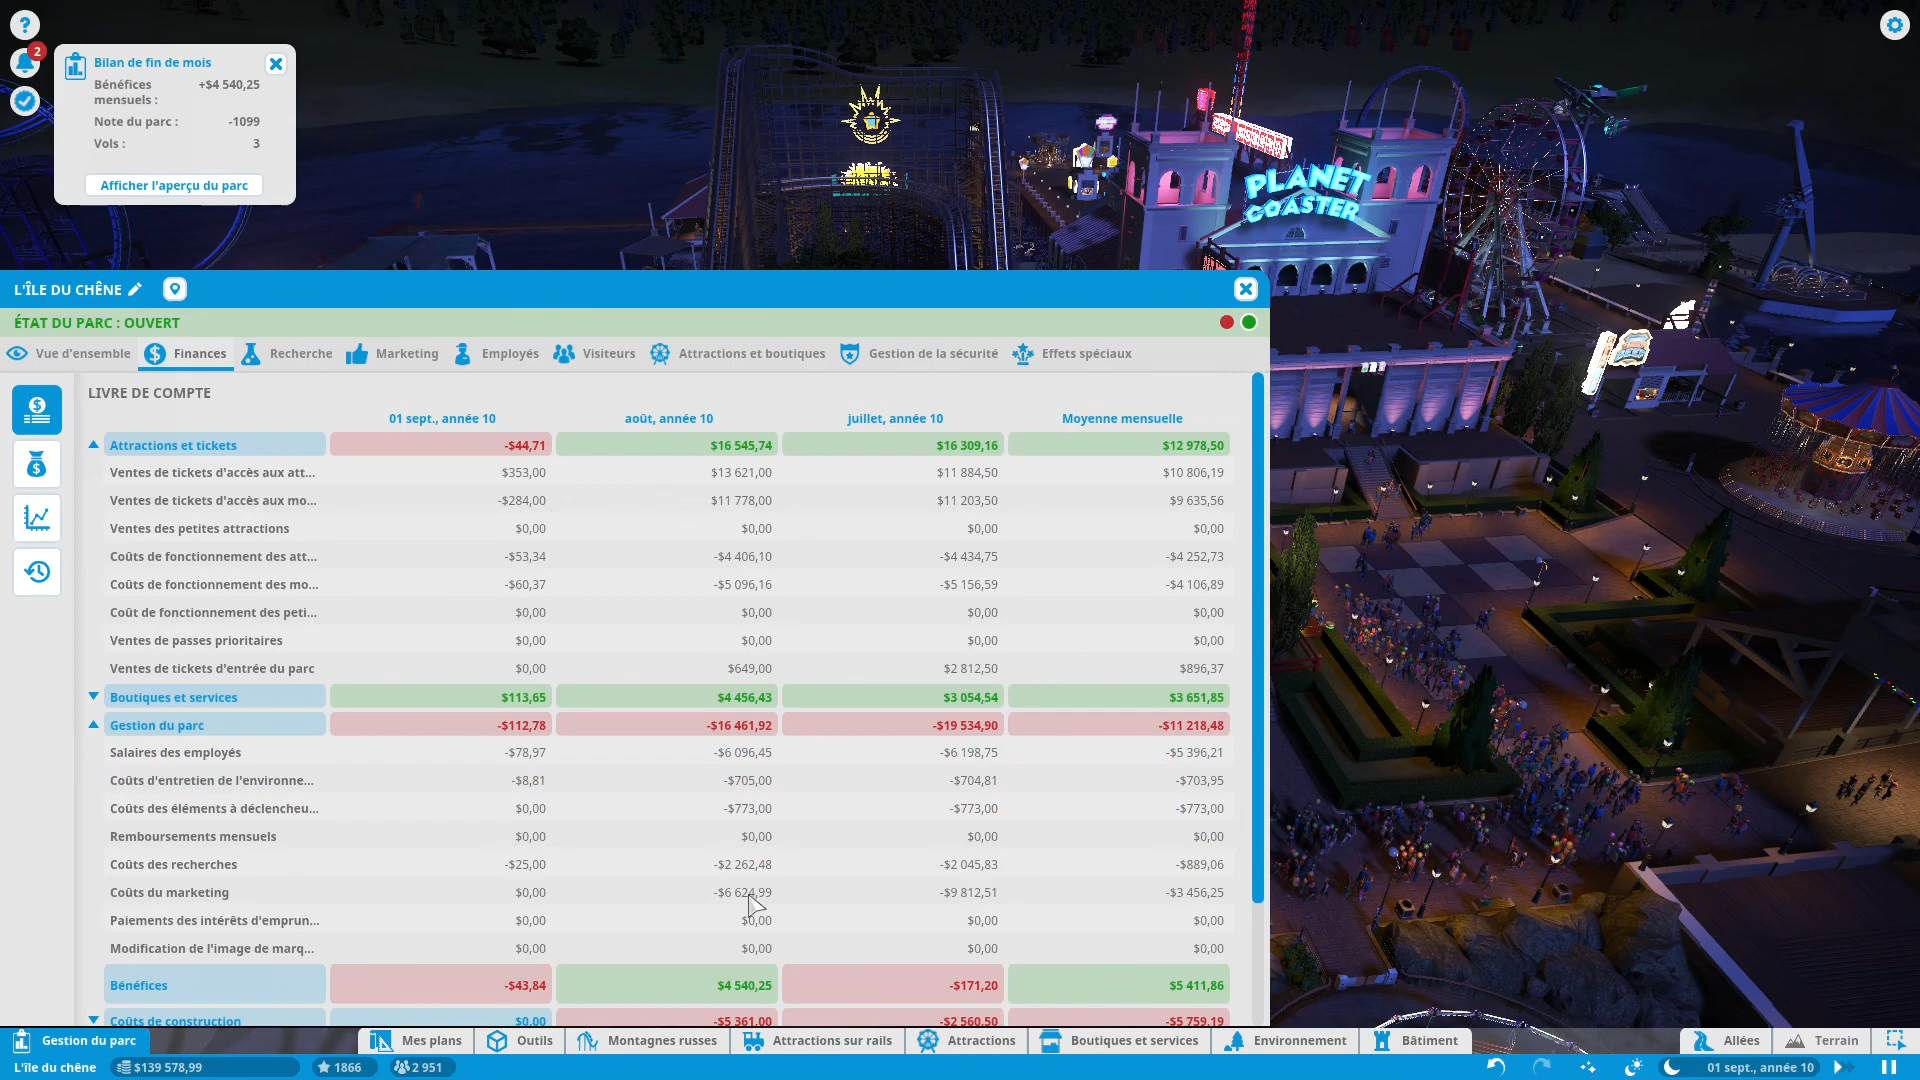 ?
2
Bilan de fin de mois
Bénéfices mensuels : +$4 540,25
Note du parc : -1099
Vols : 3
Afficher l'aperçu du parc
PLANET COASTER
L'ÎLE DU CHÊNE
ÉTAT DU PARC : OUVERT
Vue d'ensemble Finances Recherche Marketing Employés Visiteurs Attractions et boutiques Gestion de la sécurité Effets spéciaux
LIVRE DE COMPTE
01 sept., année 10 août, année 10 juillet, année 10 Moyenne mensuelle
Attractions et tickets -$44,71 $16 545,74 $16 309,16 $12 978,50
Ventes de tickets d'accès aux att... $353,00 $13 621,00 $11 884,50 $10 806,19
Ventes de tickets d'accès aux mo... -$284,00 $11 778,00 $11 203,50 $9 635,56
Ventes des petites attractions $0,00 $0,00 $0,00 $0,00
Coûts de fonctionnement des att... -$53,34 -$4 406,10 -$4 434,75 -$4 252,73
Coûts de fonctionnement des mo... -$60,37 -$5 096,16 -$5 156,59 -$4 106,89
Coût de fonctionnement des peti... $0,00 $0,00 $0,00 $0,00
Ventes de passes prioritaires $0,00 $0,00 $0,00 $0,00
Ventes de tickets d'entrée du parc $0,00 $649,00 $2 812,50 $896,37
Boutiques et services $113,65 $4 456,43 $3 054,54 $3 651,85
Gestion du parc -$112,78 -$16 461,92 -$19 534,90 -$11 218,48
Salaires des employés -$78,97 -$6 096,45 -$6 198,75 -$5 396,21
Coûts d'entretien de l'environne... -$8,81 -$705,00 -$704,81 -$703,95
Coûts des éléments à déclencheu... $0,00 -$773,00 -$773,00 -$773,00
Remboursements mensuels $0,00 $0,00 $0,00 $0,00
Coûts des recherches -$25,00 -$2 262,48 -$2 045,83 -$889,06
Coûts du marketing $0,00 -$6 624,99 -$9 812,51 -$3 456,25
Paiements des intérêts d'emprun... $0,00 $0,00 $0,00 $0,00
Modification de l'image de marq... $0,00 $0,00 $0,00 $0,00
Bénéfices -$43,84 $4 540,25 -$171,20 $5 411,86
Coûts de construction $0,00 -$5 361,00 -$2 560,50 -$5 759,19
Gestion du parc Mes plans Outils Montagnes russes Attractions sur rails Attractions Boutiques et services Environnement Bâtiment Allées Terrain
L'île du chêne $139 578,99 1866 2 951 01 sept., année 10